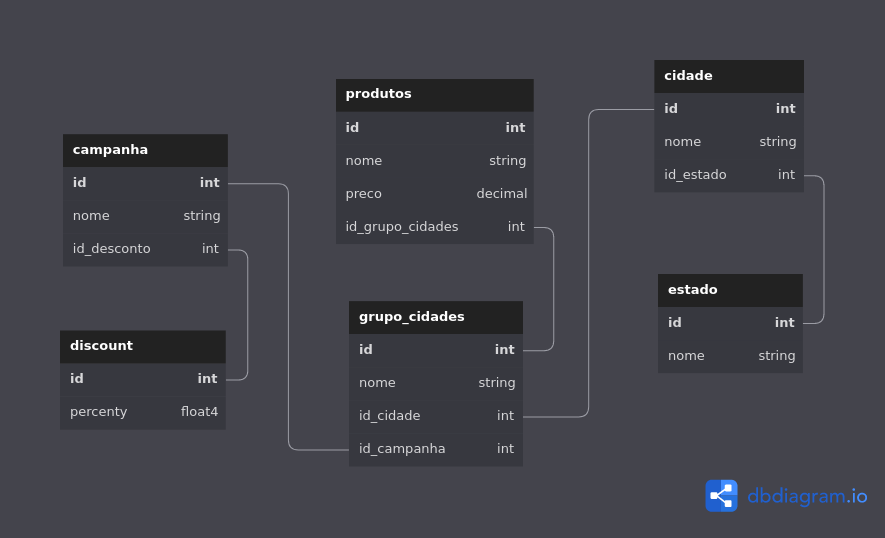 campanha
id int
nome string
id_desconto int
discount
id int
percenty float4
produtos
id int
nome string
preco decimal
id_grupo_cidades int
grupo_cidades
id int
nome string
id_cidade int
id_campanha int
cidade
id int
nome string
id_estado int
estado
id int
nome string
dbdiagram.io